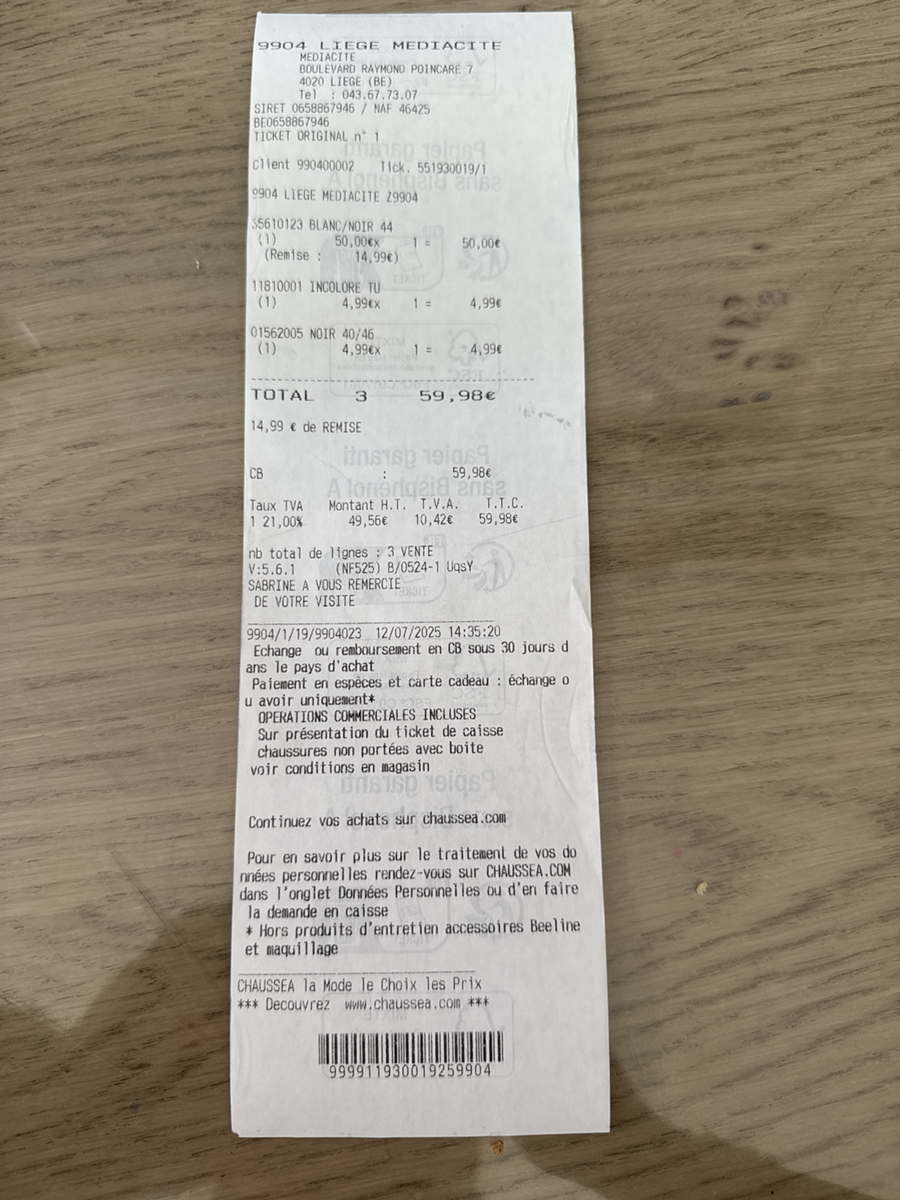 9904 LIEGE MEDIACITE
MEDIACITE
BOULEVARD RAYMOND POINCARE 7
4020 LIEGE (BE)
Tel : 043.67.73.07
SIRET 0658867946 / NAF 46425
BE0658867946
TICKET ORIGINAL n° 1
Client 990400002 Tick. 551930019/1
9904 LIEGE MEDIACITE Z9904
35610123 BLANC/NOIR 44
(1) 50,00€x 1 = 50,00€
(Remise : 14,99€)
11810001 INCOLORE TU
(1) 4,99€x 1 = 4,99€
01562005 NOIR 40/46
(1) 4,99€x 1 = 4,99€
TOTAL 3 59,98€
14,99 € de REMISE
CB : 59,98€
Taux TVA Montant H.T. T.V.A. T.T.C.
1 21,00% 49,56€ 10,42€ 59,98€
nb total de lignes : 3 VENTE
V:5.6.1 (NF525) B/0524-1 UqsY
SABRINE A VOUS REMERCIE
DE VOTRE VISITE
9904/1/19/9904023 12/07/2025 14:35:20
Echange ou remboursement en CB sous 30 jours d
ans le pays d'achat
Paiement en espèces et carte cadeau : échange o
u avoir uniquement*
OPERATIONS COMMERCIALES INCLUSES
Sur présentation du ticket de caisse
chaussures non portées avec boite
voir conditions en magasin
Continuez vos achats sur chaussea.com
Pour en savoir plus sur le traitement de vos do
nnées personnelles rendez-vous sur CHAUSSEA.COM
dans l'onglet Données Personnelles ou d'en faire
la demande en caisse
* Hors produits d'entretien accessoires Beeline
et maquillage
CHAUSSEA la Mode le Choix les Prix
*** Decouvrez www.chaussea.com ***
999911930019259904